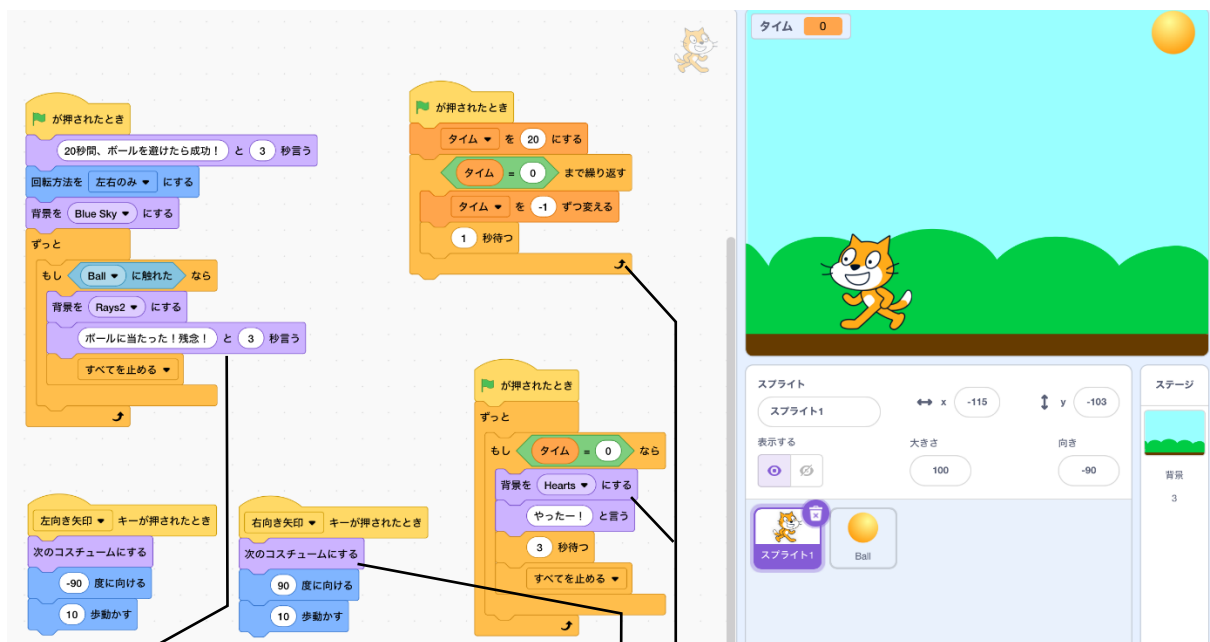 が押されたとき
20秒間、ボールを避けたら成功！ と 3 秒言う
回転方法を 左右のみ にする
背景を Blue Sky にする
ずっと
もし Ball に触れた なら
背景を Rays2 にする
ボールに当たった！残念！ と 3 秒言う
すべてを止める
左向き矢印 キーが押されたとき
次のコスチュームにする
-90 度に向ける
10 歩動かす
右向き矢印 キーが押されたとき
次のコスチュームにする
90 度に向ける
10 歩動かす
が押されたとき
タイム を 20 にする
タイム = 0 まで繰り返す
タイム を -1 ずつ変える
1 秒待つ
が押されたとき
ずっと
もし タイム = 0 なら
背景を Hearts にする
やったー！ と言う
3 秒待つ
すべてを止める
タイム 0
スプライト
スプライト1
x -115
y -103
表示する
大きさ
100
向き
-90
スプライト1
Ball
ステージ
背景
3